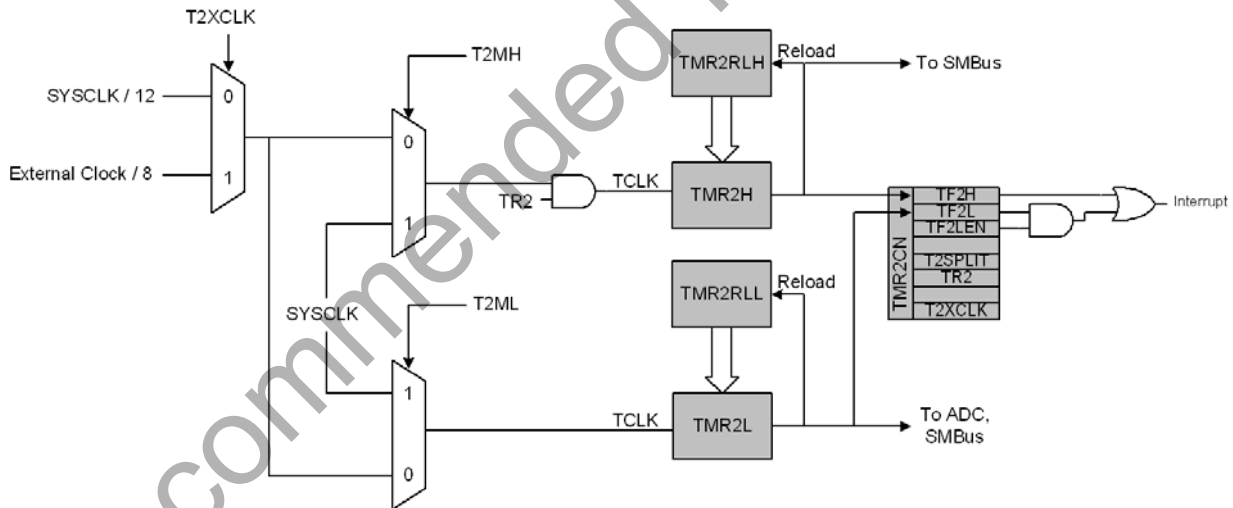 T2XCLK
SYSCLK / 12
0
External Clock / 8
1
T2MH
0
1
TR2
TCLK
SYSCLK
T2ML
1
0
TCLK
TMR2RLH
Reload
To SMBus
TMR2H
TMR2RLL
Reload
TMR2L
To ADC,
SMBus
TMR2CN
TF2H
TF2L
TF2LEN
T2SPLIT
TR2
T2XCLK
Interrupt
commended